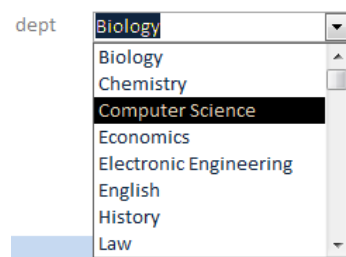 dept Biology
Biology
Chemistry
Computer Science
Economics
Electronic Engineering
English
History
Law